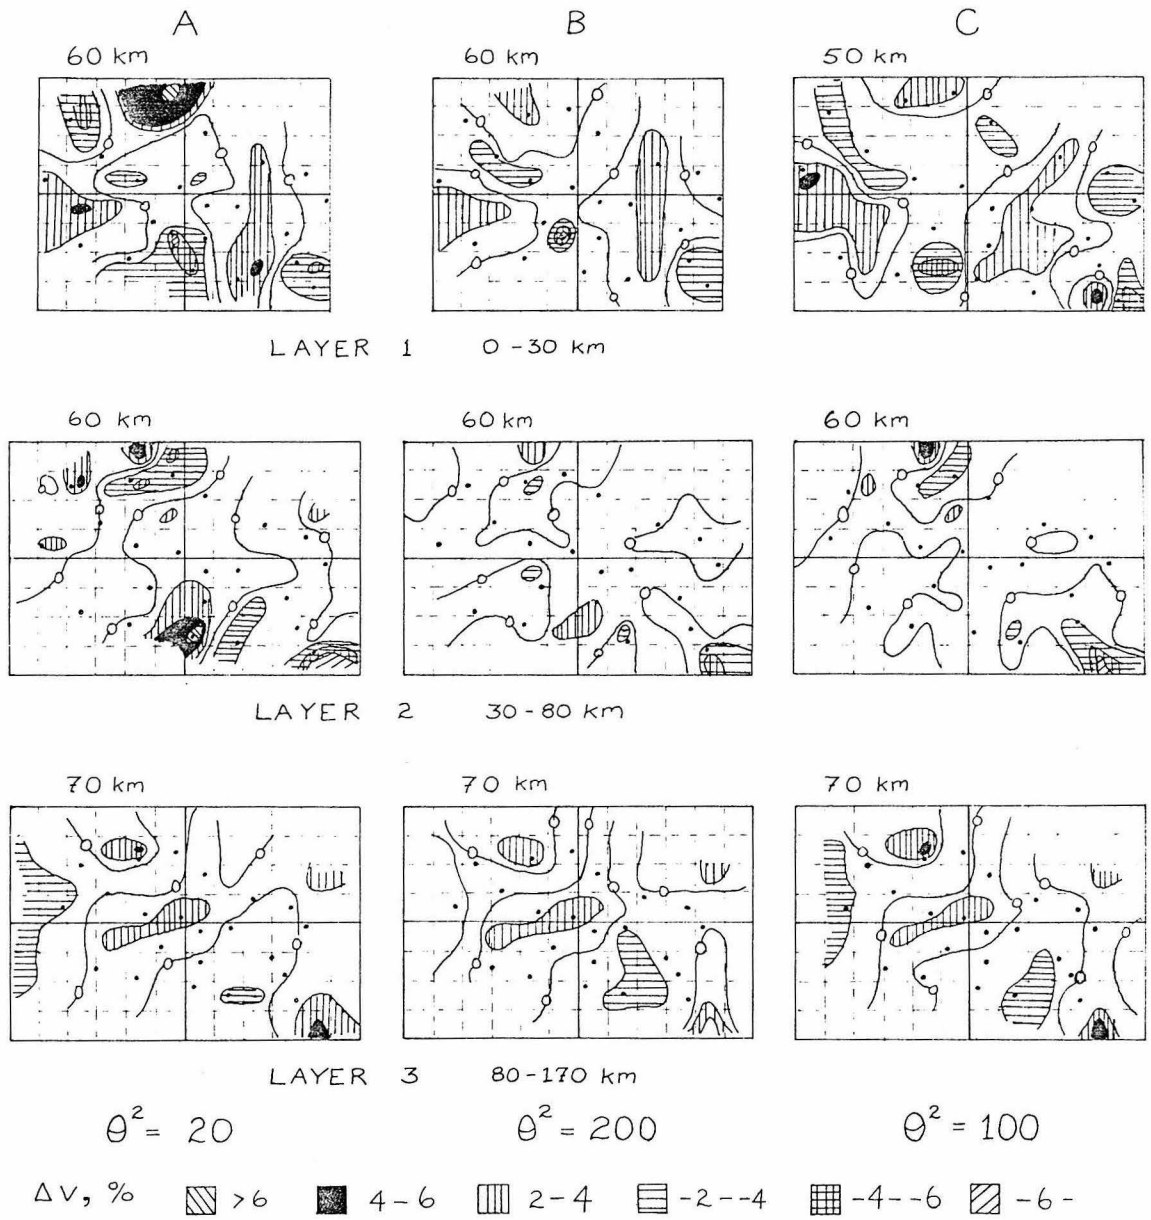 A B C
60 km 60 km 50 km
LAYER 1 0-30 km
60 km 60 km 60 km
LAYER 2 30-80 km
70 km 70 km 70 km
LAYER 3 80-170 km
θ² = 20 θ² = 200 θ² = 100
ΔV, % >6 4-6 2-4 -2--4 -4--6 -6-